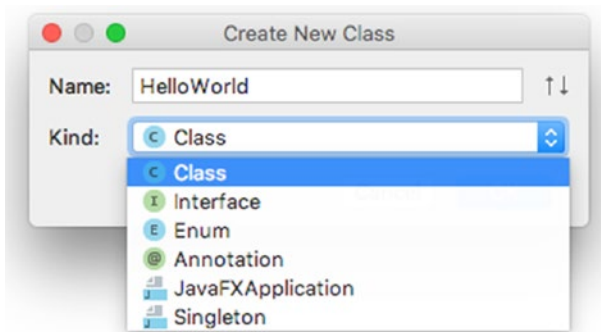 Create New Class
Name: HelloWorld
Kind: C Class
C Class
I Interface
E Enum
@ Annotation
J JavaFXApplication
J Singleton